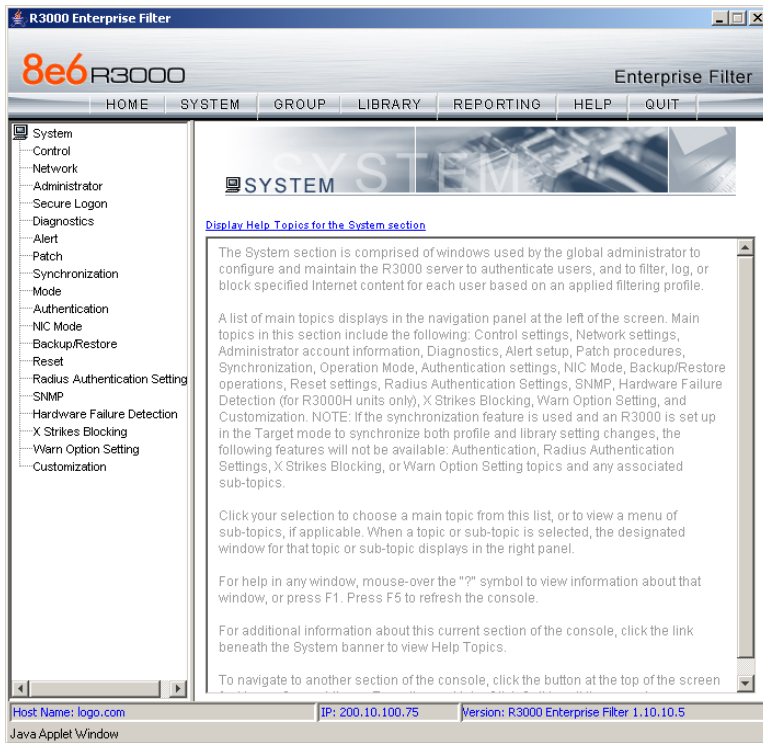 R3000 Enterprise Filter
8e6 R3000
Enterprise Filter
HOME SYSTEM GROUP LIBRARY REPORTING HELP QUIT
System
Control
Network
Administrator
Secure Logon
Diagnostics
Alert
Patch
Synchronization
Mode
Authentication
NIC Mode
Backup/Restore
Reset
Radius Authentication Setting
SNMP
Hardware Failure Detection
X Strikes Blocking
Warn Option Setting
Customization
SYSTEM
SYSTEM
Display Help Topics for the System section
The System section is comprised of windows used by the global administrator to
configure and maintain the R3000 server to authenticate users, and to filter, log, or
block specified Internet content for each user based on an applied filtering profile.
A list of main topics displays in the navigation panel at the left of the screen. Main
topics in this section include the following: Control settings, Network settings,
Administrator account information, Diagnostics, Alert setup, Patch procedures,
Synchronization, Operation Mode, Authentication settings, NIC Mode, Backup/Restore
operations, Reset settings, Radius Authentication Settings, SNMP, Hardware Failure
Detection (for R3000H units only), X Strikes Blocking, Warn Option Setting, and
Customization. NOTE: If the synchronization feature is used and an R3000 is set up
in the Target mode to synchronize both profile and library setting changes, the
following features will not be available: Authentication, Radius Authentication
Settings, X Strikes Blocking, or Warn Option Setting topics and any associated
sub-topics.
Click your selection to choose a main topic from this list, or to view a menu of
sub-topics, if applicable. When a topic or sub-topic is selected, the designated
window for that topic or sub-topic displays in the right panel.
For help in any window, mouse-over the "?" symbol to view information about that
window, or press F1. Press F5 to refresh the console.
For additional information about this current section of the console, click the link
beneath the System banner to view Help Topics.
To navigate to another section of the console, click the button at the top of the screen
Host Name: logo.com
IP: 200.10.100.75
Version: R3000 Enterprise Filter 1.10.10.5
Java Applet Window